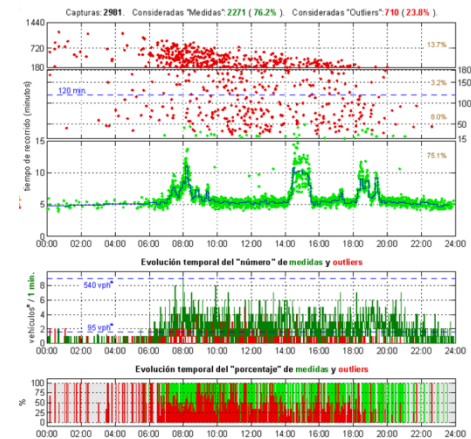 Capturas: 2981. Consideradas "Medidas": 2271 ( 76.2% ). Consideradas "Outliers": 710 ( 23.8% ).
1440
720
180
13.7%
180
150
100
50
15
120 min.
3.2%
8.0%
tiempo de recorrido (minutos)
15
10
5
0
75.1%
00:00 02:00 04:00 06:00 08:00 10:00 12:00 14:00 16:00 18:00 20:00 22:00 24:00
Evolución temporal del "número" de medidas y outliers
vehículos* / 1 min.
8
6
4
2
0
540 vph*
95 vph*
00:00 02:00 04:00 06:00 08:00 10:00 12:00 14:00 16:00 18:00 20:00 22:00 24:00
Evolución temporal del "porcentaje" de medidas y outliers
%
100
75
50
25
0
00:00 02:00 04:00 06:00 08:00 10:00 12:00 14:00 16:00 18:00 20:00 22:00 24:00